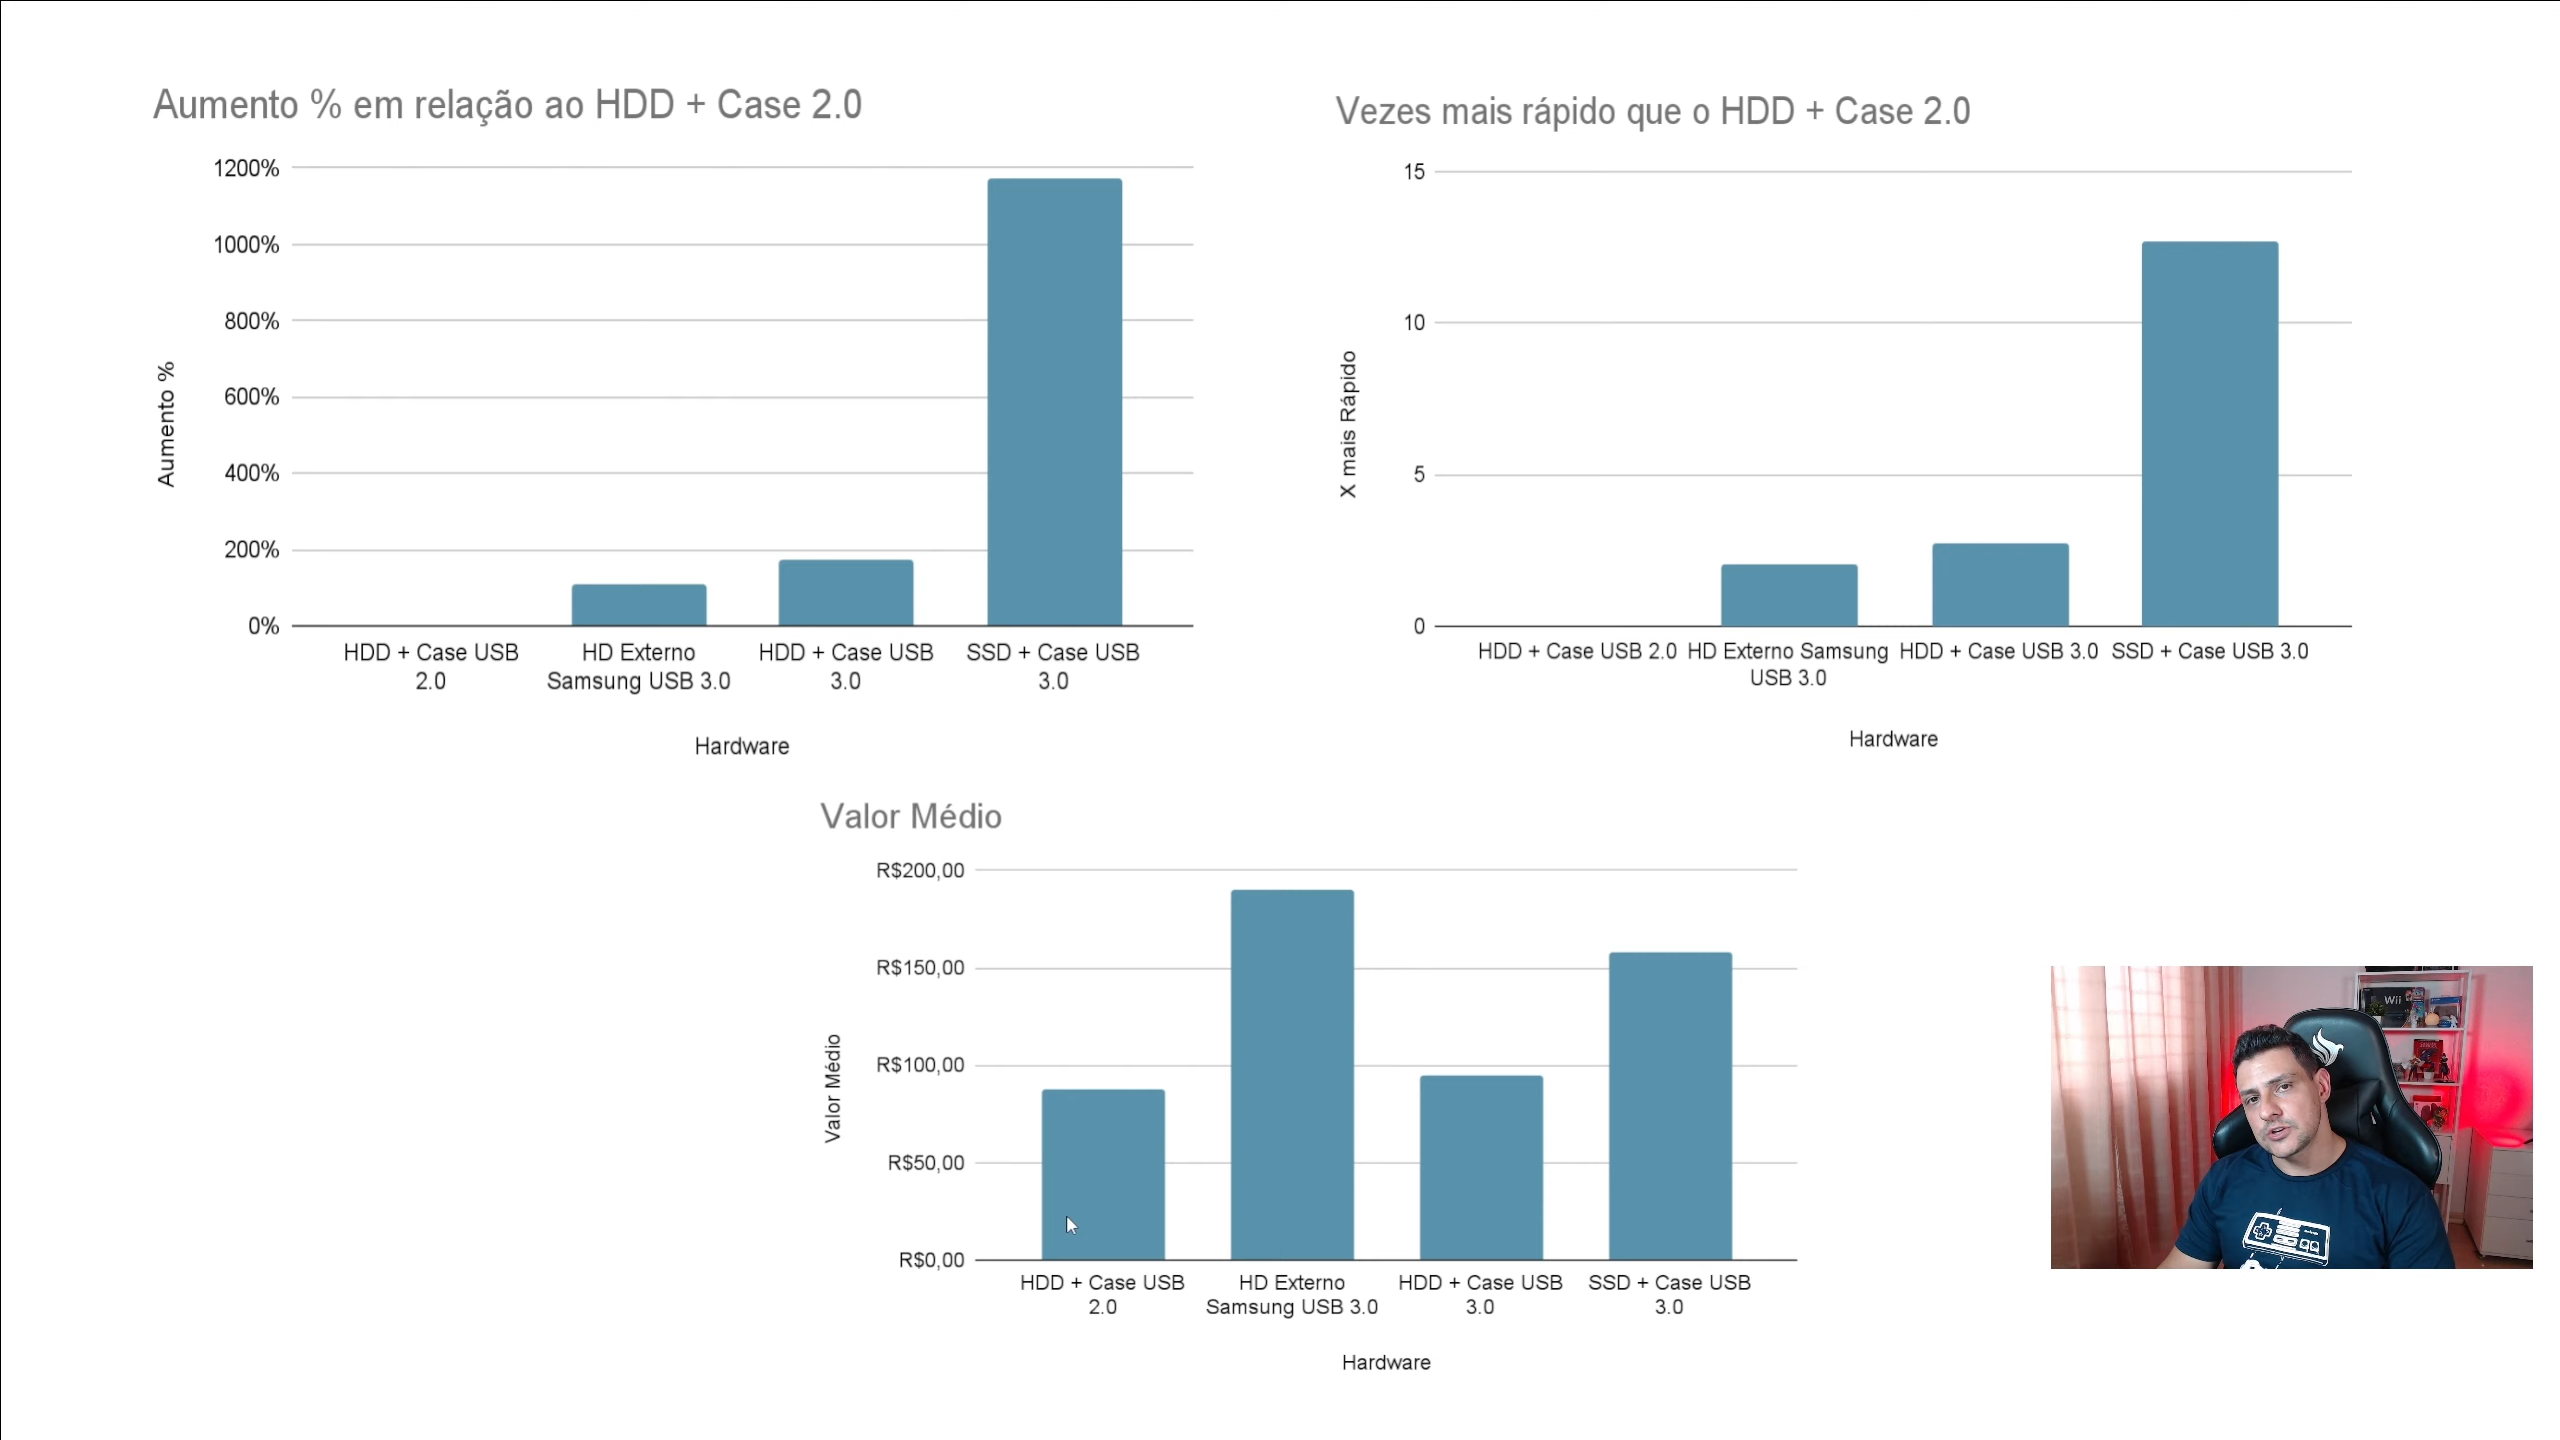 Aumento % em relação ao HDD + Case 2.0
1200%
1000%
800%
600%
400%
200%
0%
Aumento %
HDD + Case USB
2.0
HD Externo
Samsung USB 3.0
HDD + Case USB
3.0
SSD + Case USB
3.0
Hardware
Vezes mais rápido que o HDD + Case 2.0
15
10
5
0
X mais Rápido
HDD + Case USB 2.0
HD Externo Samsung
USB 3.0
HDD + Case USB 3.0
SSD + Case USB 3.0
Hardware
Valor Médio
R$200,00
R$150,00
R$100,00
R$50,00
R$0,00
Valor Médio
HDD + Case USB
2.0
HD Externo
Samsung USB 3.0
HDD + Case USB
3.0
SSD + Case USB
3.0
Hardware
Wii